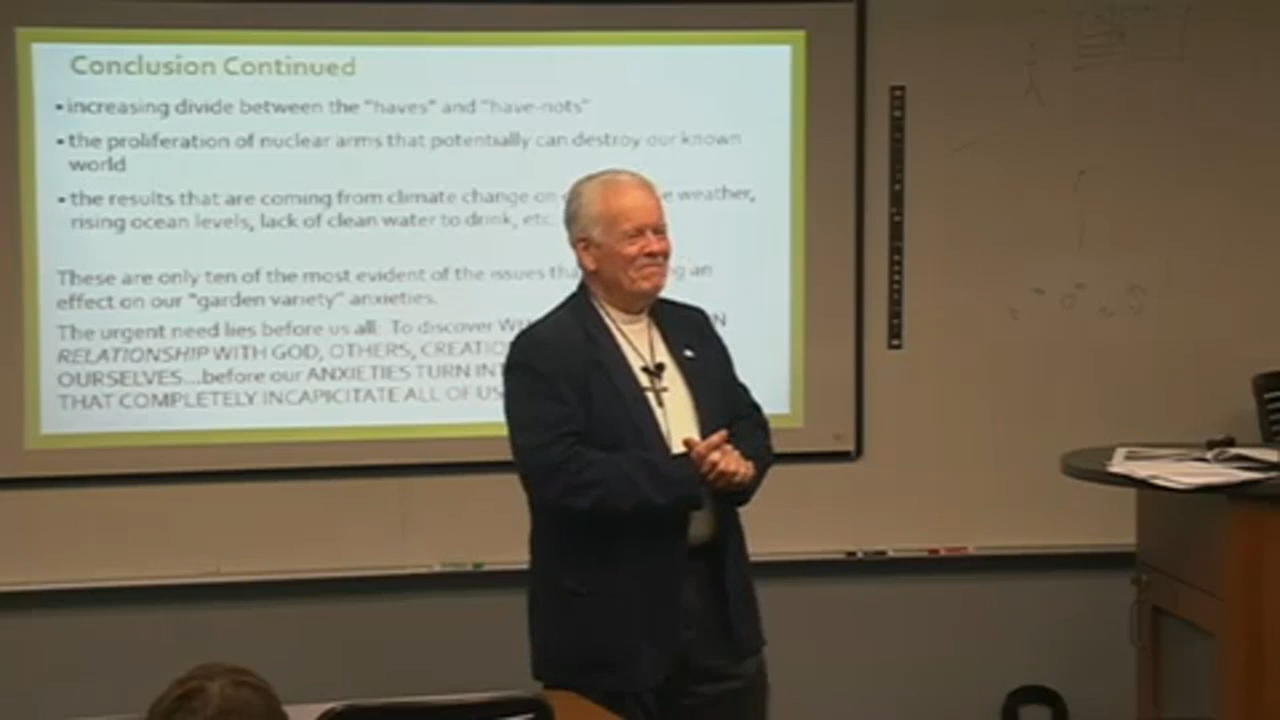 Conclusion Continued
▪ increasing divide between the "haves" and "have-nots"
▪ the proliferation of nuclear arms that potentially can destroy our known
world
▪ the results that are coming from climate change on weather,
rising ocean levels, lack of clean water to drink, etc.
These are only ten of the most evident of the issues an
effect on our "garden variety" anxieties.
The urgent need lies before us all: To discover
RELATIONSHIP WITH GOD, OTHERS,
OURSELVES...before our ANXIETIES TURN
THAT COMPLETELY INCAPICITATE ALL OF US